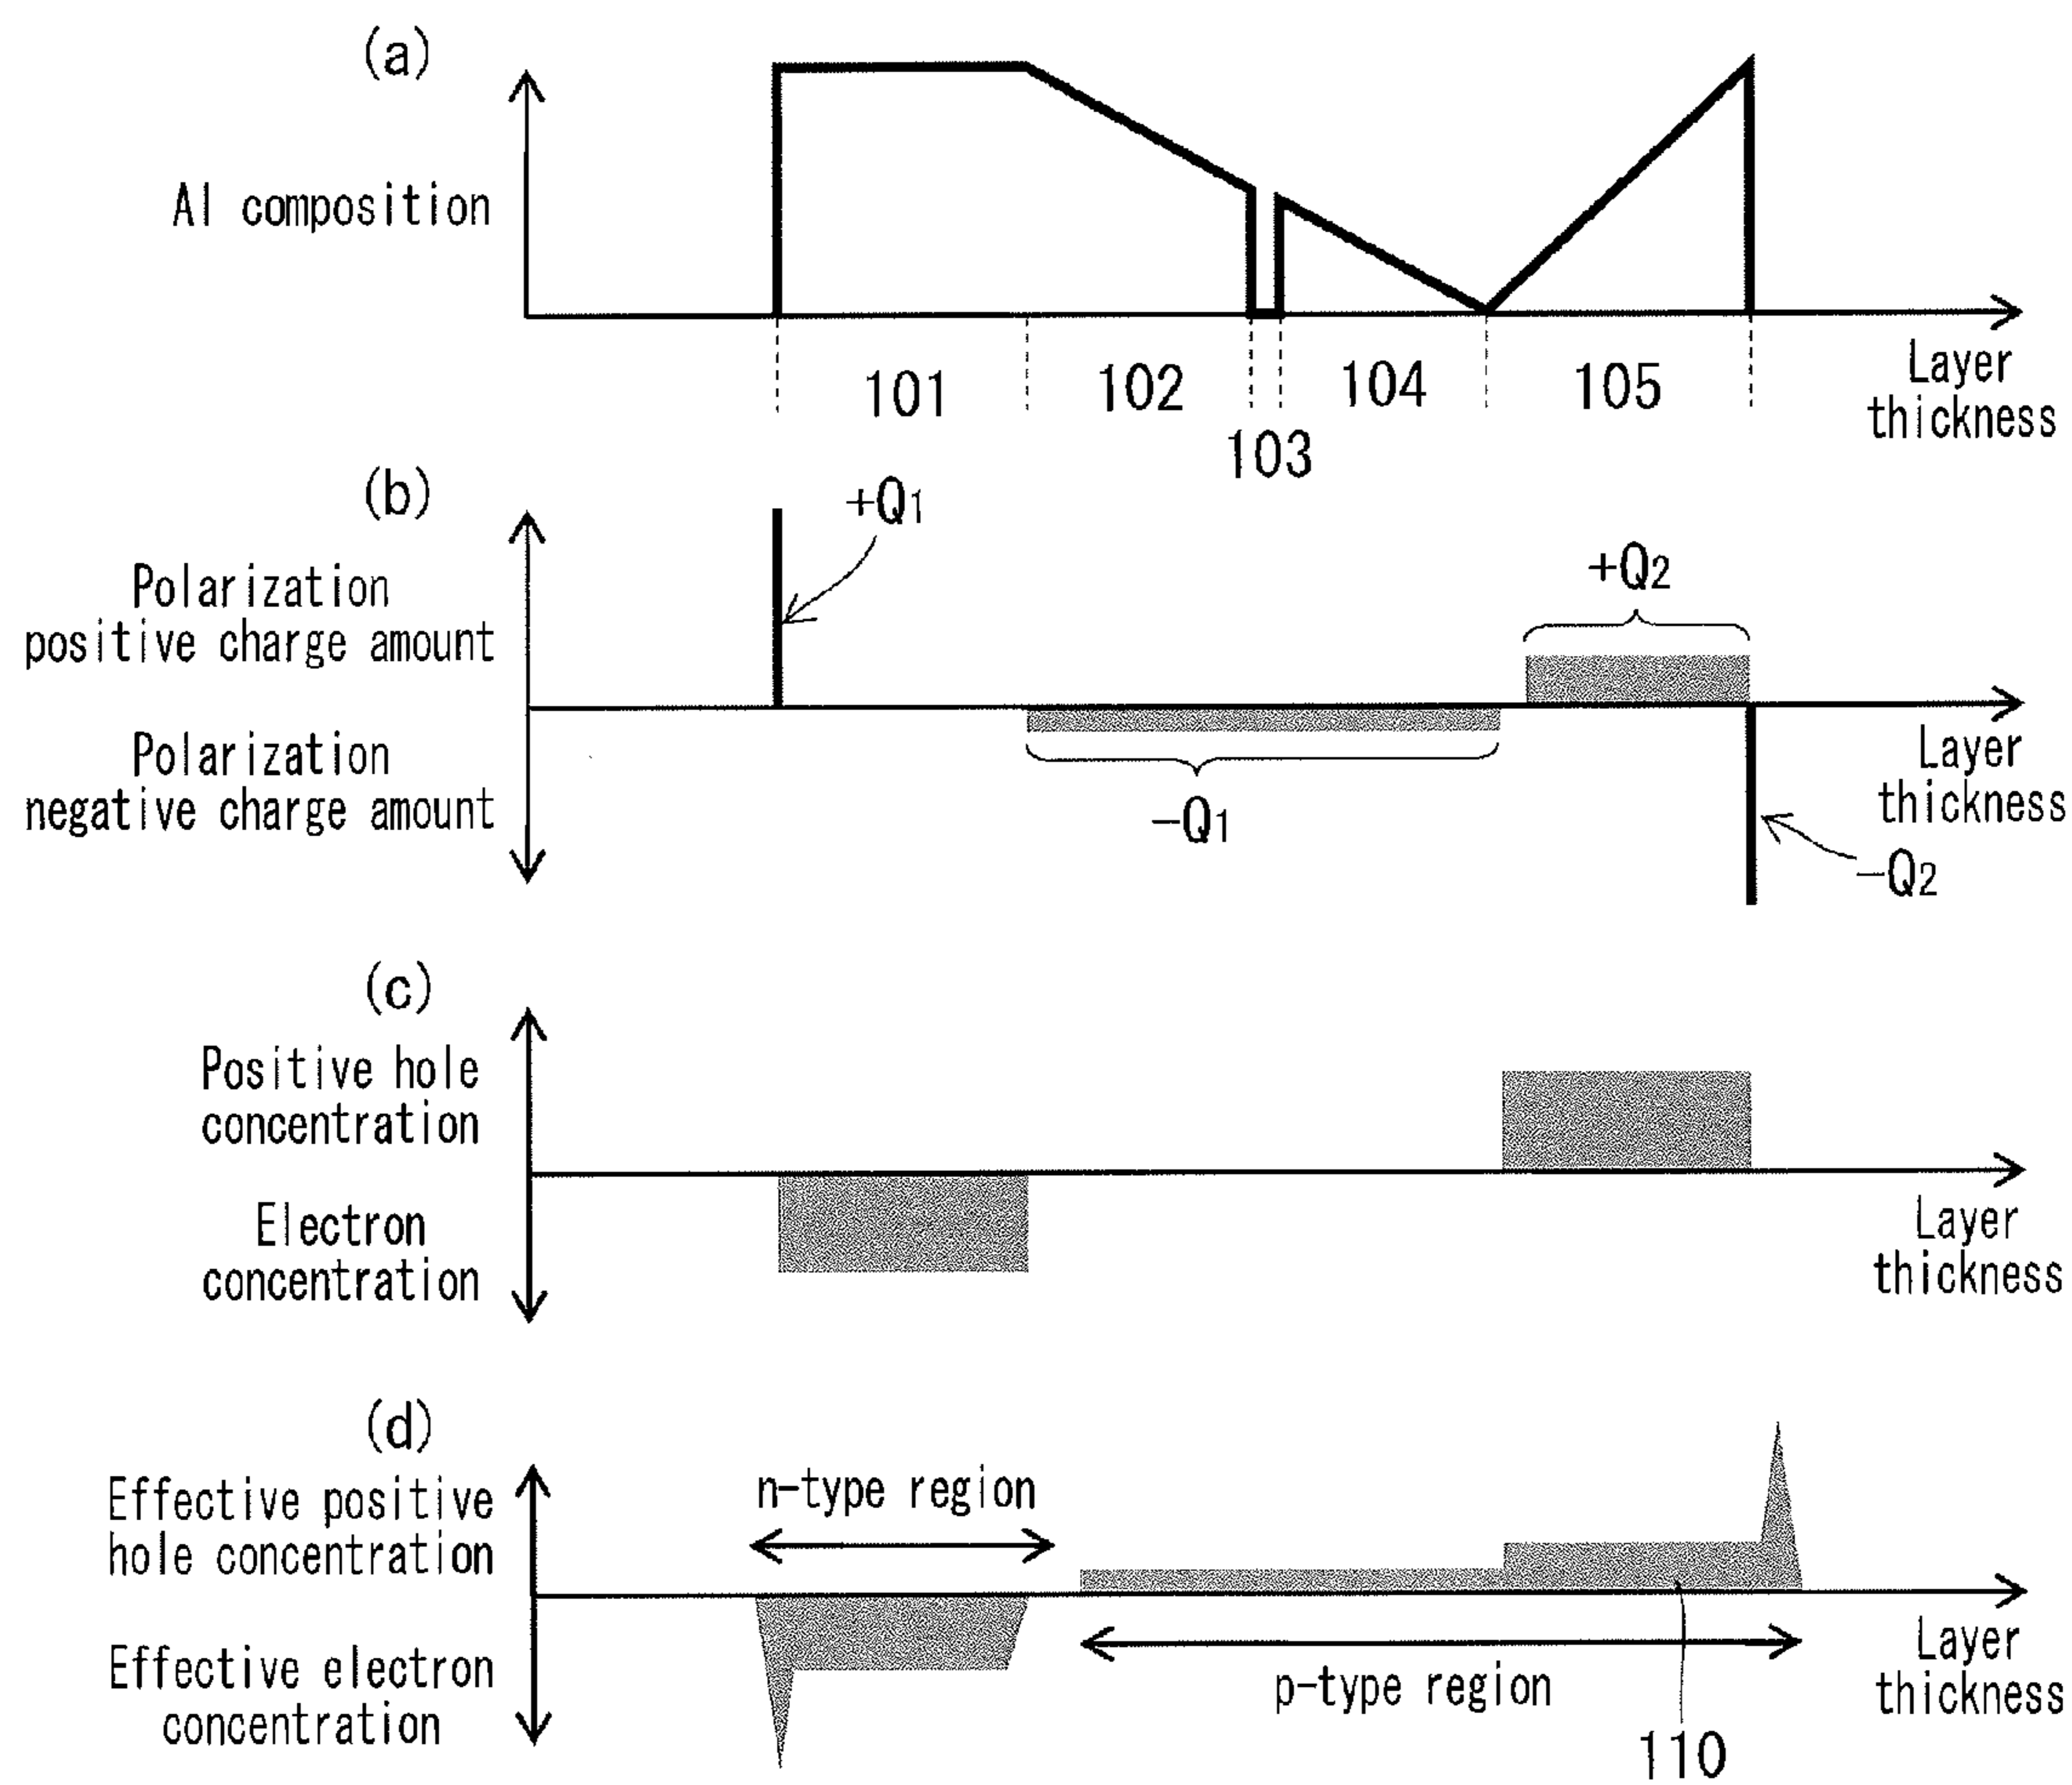 (a)
Al composition
101
102
103
104
105
Layer
thickness
(b)
+Q1
+Q2
Polarization
positive charge amount
Polarization
negative charge amount
-Q1
-Q2
Layer
thickness
(c)
Positive hole
concentration
Electron
concentration
Layer
thickness
(d)
Effective positive
hole concentration
n-type region
Effective electron
concentration
p-type region
110
Layer
thickness